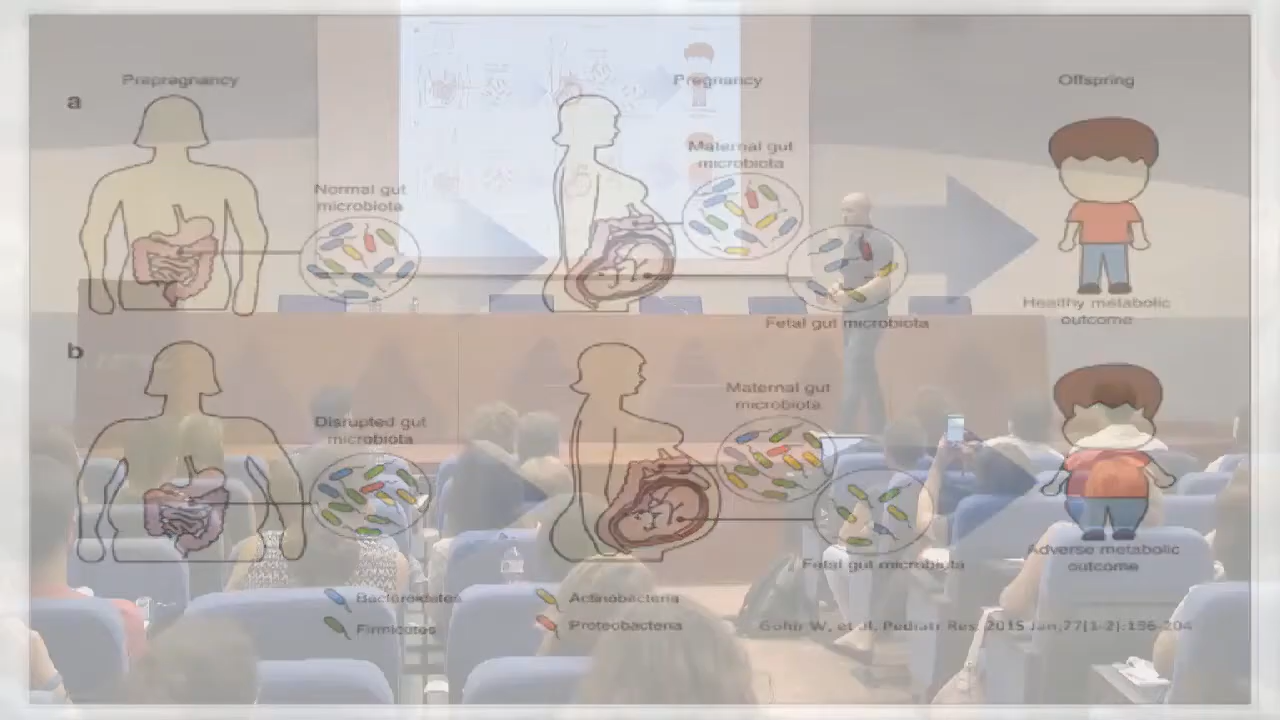 Prepregnancy
Pregnancy
Offspring
a
Normal gut
microbiota
Maternal gut
microbiota
Fetal gut microbiota
Healthy metabolic
outcome
b
Disrupted gut
microbiota
Maternal gut
microbiota
Fetal gut microbiota
Adverse metabolic
outcome
Bacteroidetes
Actinobacteria
Firmicutes
Proteobacteria
Gohir W, et al, Pediatr Res 2015 Jan;77(1-2):196-204